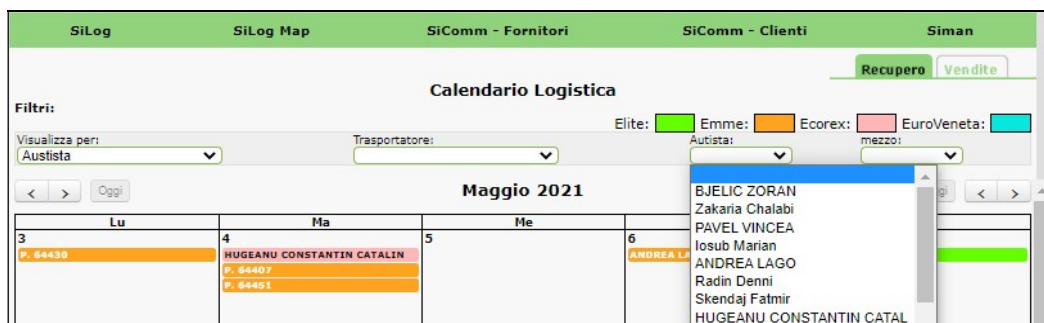 SiLog SiLog Map SiComm - Fornitori SiComm - Clienti Siman
Recupero Vendite
Calendario Logistica
Filtri:
Elite: Emme: Ecorex: EuroVeneta:
Visualizza per: Trasportatore: Autista: mezzo:
Austista
< > Oggi Maggio 2021 gi < >
BJELIC ZORAN
Zakaria Chalabi
PAVEL VINCEA
Iosub Marian
ANDREA LAGO
Radin Denni
Skendaj Fatmir
HUGEANU CONSTANTIN CATAL
Lu Ma Me
3 4 5 6
P. 64430 HUGEANU CONSTANTIN CATALIN ANDREA LA
P. 64407
P. 64451